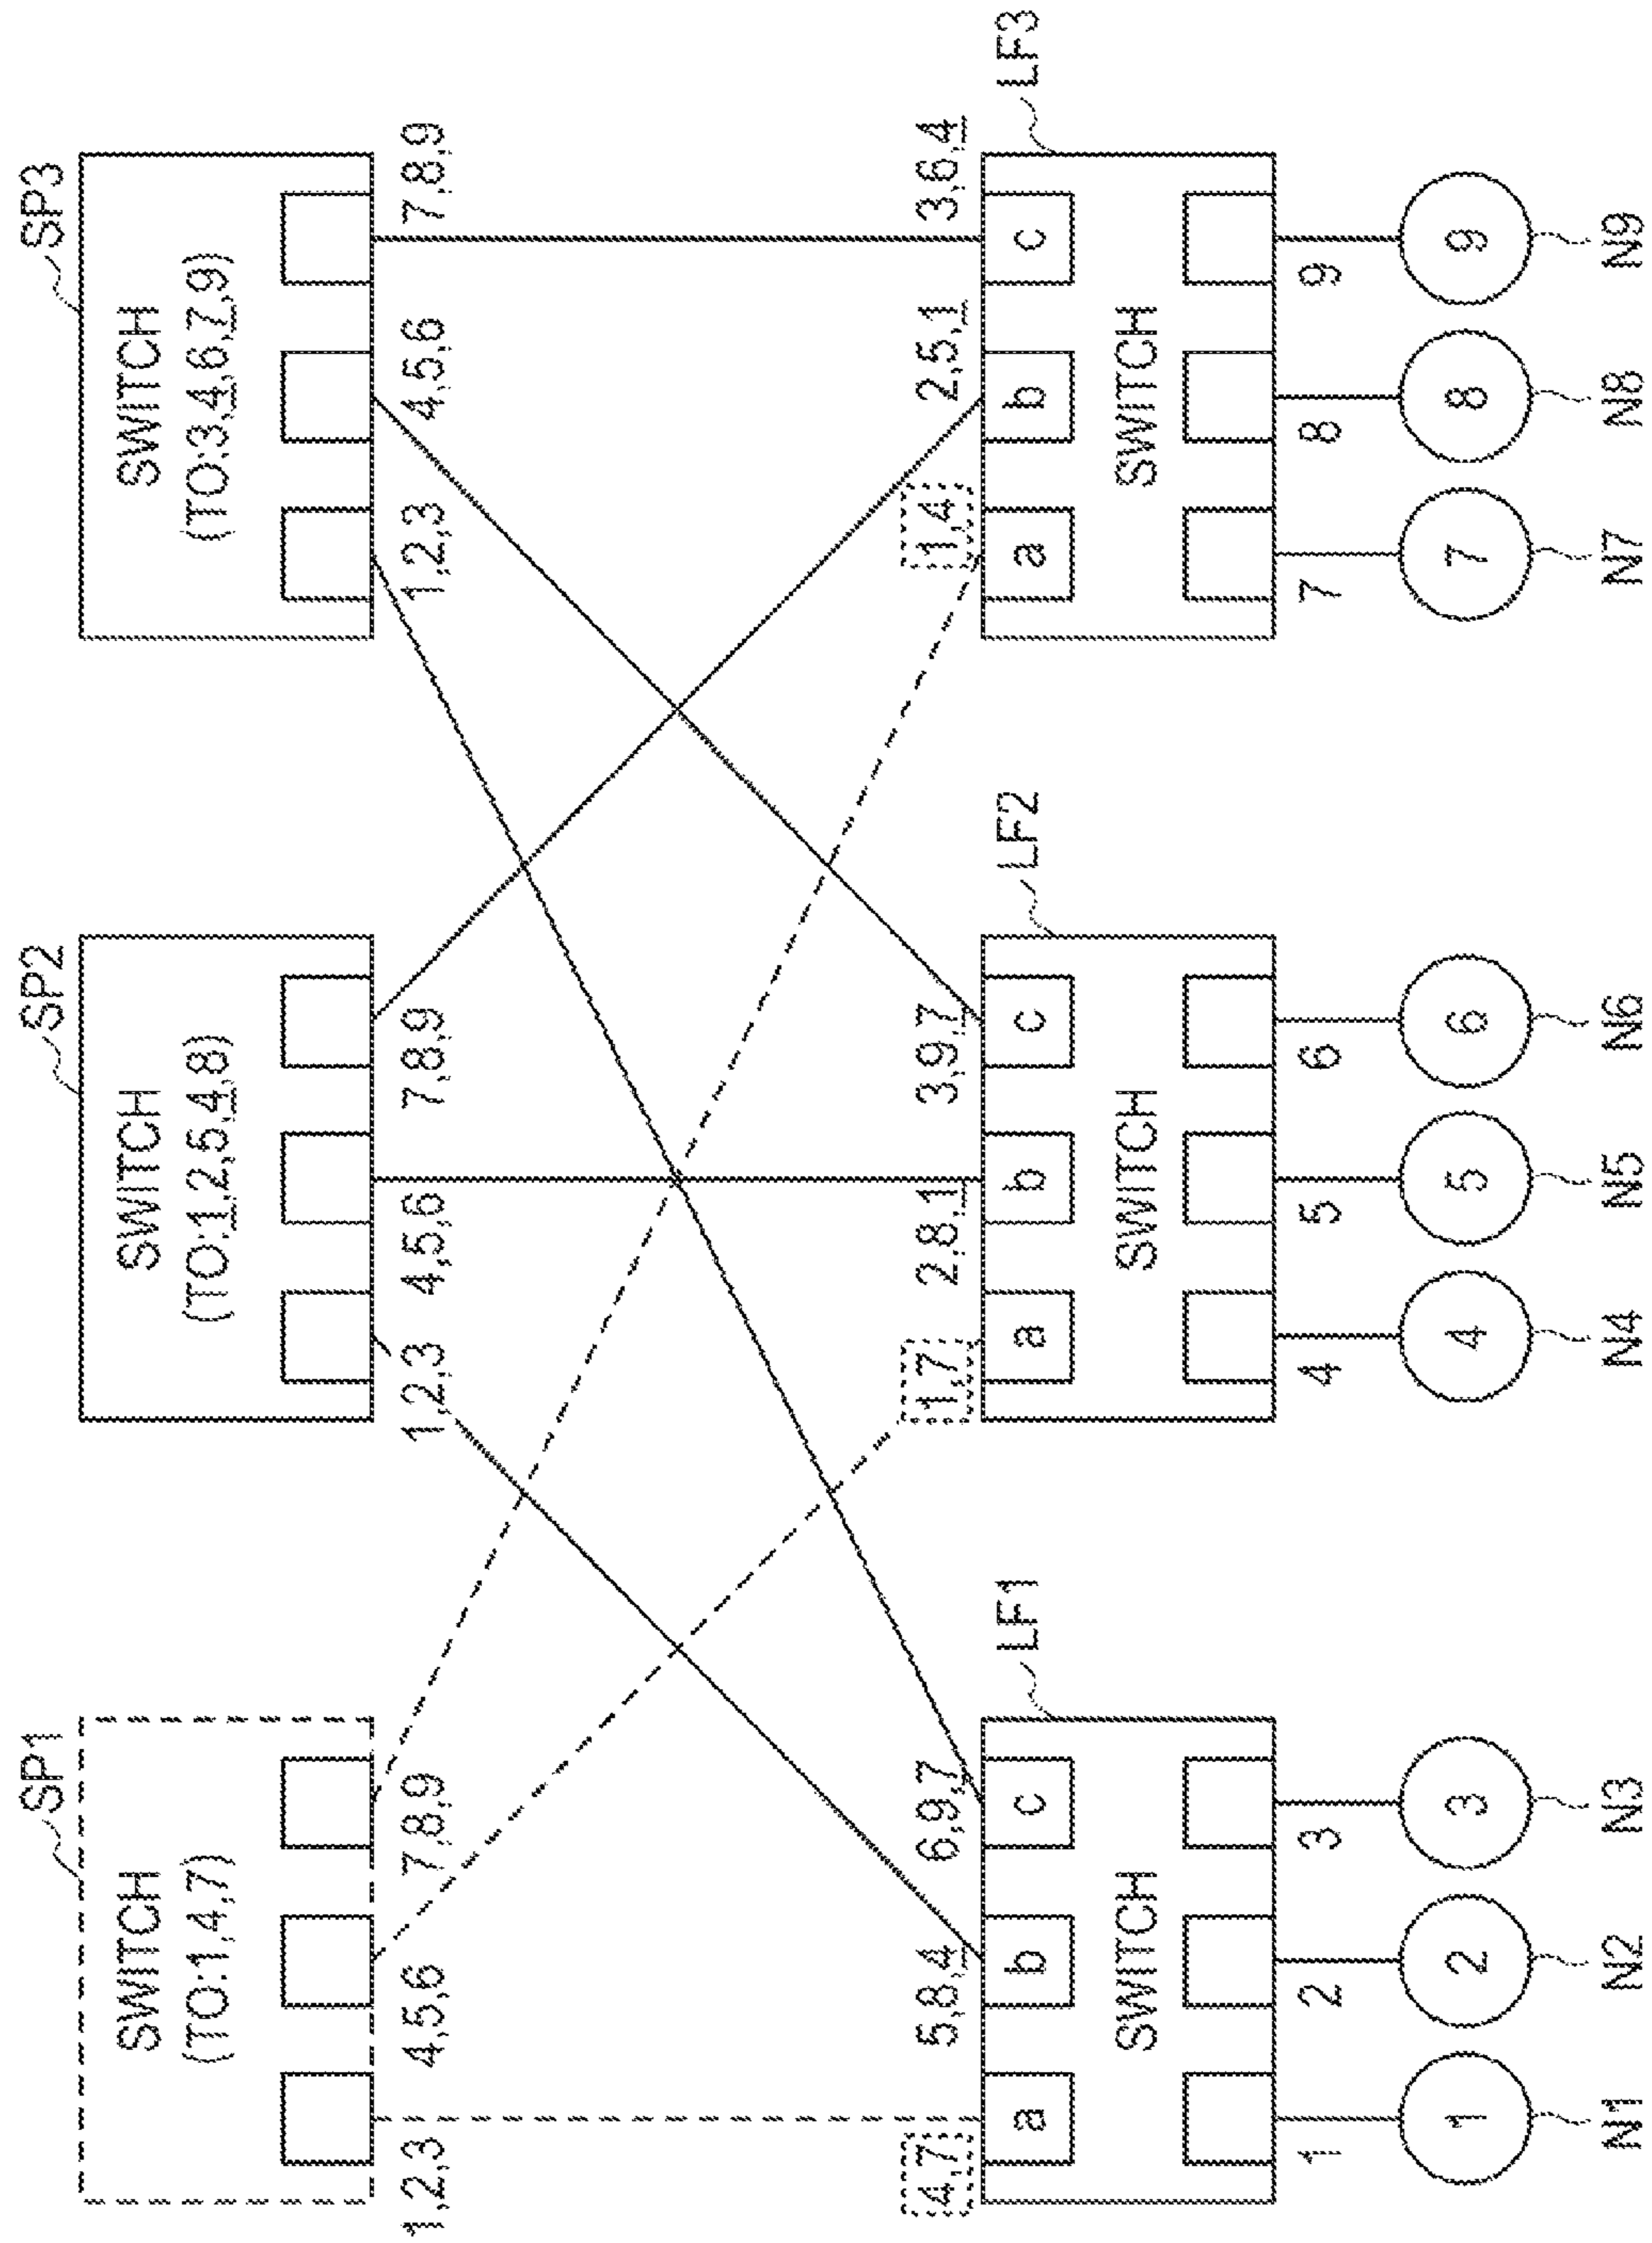 SP1
SP2
SP3
SWITCH
(TO:1,4,7)
SWITCH
(TO:1,2,5,4,8)
SWITCH
(TO:3,4,6,7,9)
1,2,3
4,5,6
7,8,9
1,2,3
4,5,6
7,8,9
1,2,3
4,5,6
7,8,9
4,7
5,8,4
6,9,7
1,7
2,8,1
3,9,7
1,4
2,5,1
3,6,4
LF1
LF2
LF3
a
b
c
a
b
c
a
b
c
SWITCH
SWITCH
SWITCH
1
2
3
4
5
6
7
8
9
1
2
3
4
5
6
7
8
9
N1
N2
N3
N4
N5
N6
N7
N8
N9